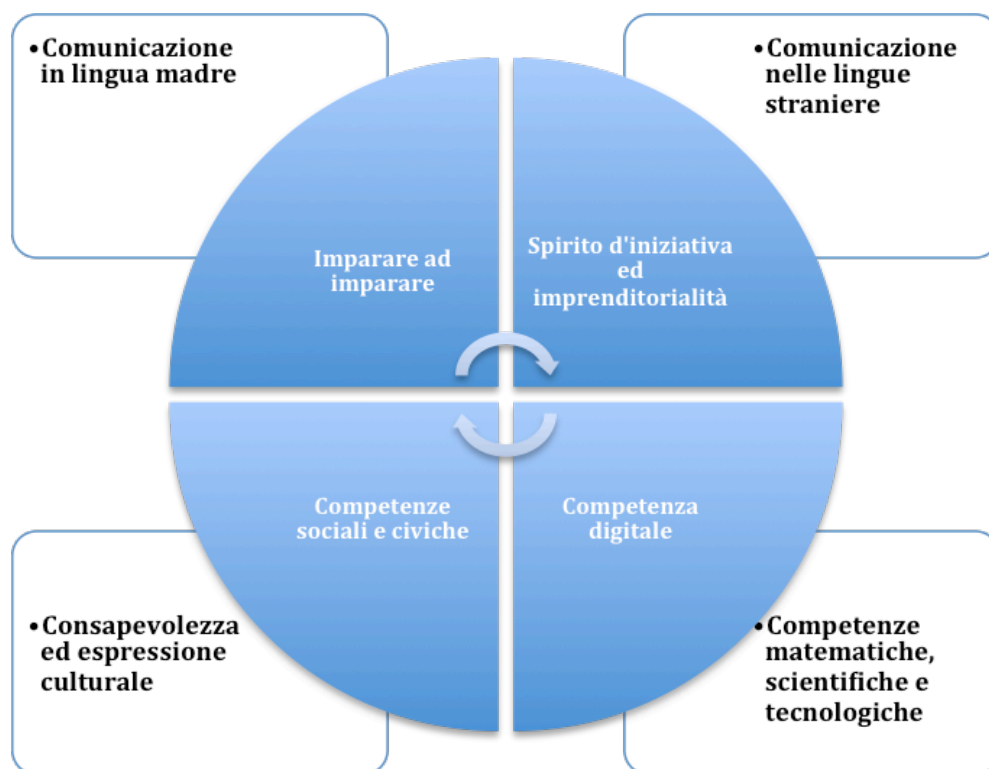 •Comunicazione
in lingua madre
•Comunicazione
nelle lingue
straniere
Imparare ad
imparare
Spirito d'iniziativa
ed
imprenditorialità
Competenze
sociali e civiche
Competenza
digitale
•Consapevolezza
ed espressione
culturale
•Competenze
matematiche,
scientifiche e
tecnologiche